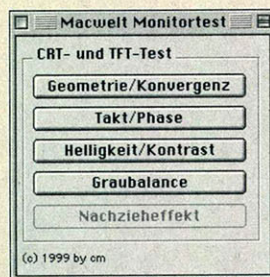 Macwelt Monitortest
CRT- und TFT-Test
Geometrie/Konvergenz
Takt/Phase
Helligkeit/Kontrast
Graubalance
Nachzieheffekt
(c) 1999 by cm